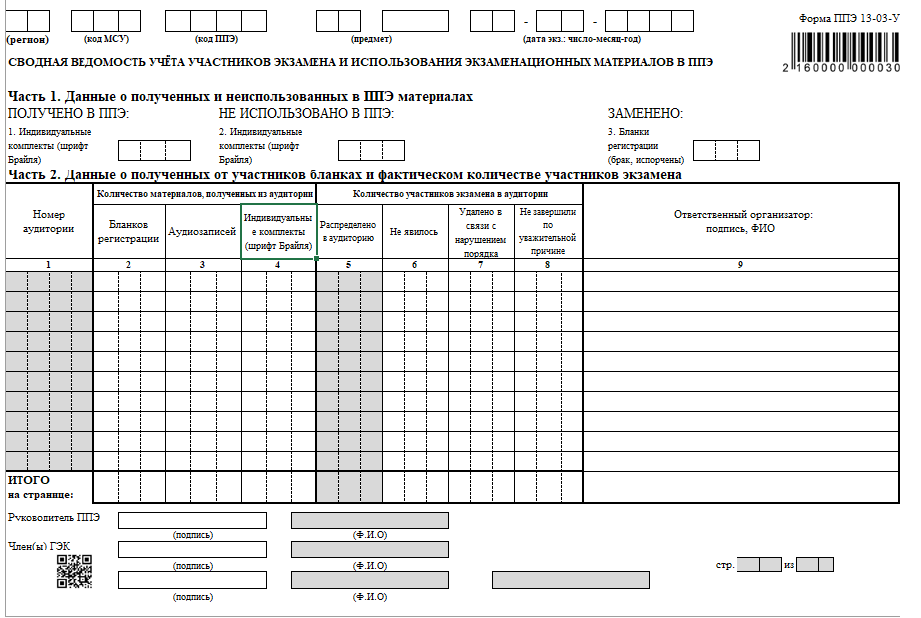 Форма ППЭ 13-03-У
(регион) (код МСУ) (код ППЭ) (предмет) - - (дата экз.: число-месяц-год)
2 160000 000030
СВОДНАЯ ВЕДОМОСТЬ УЧЁТА УЧАСТНИКОВ ЭКЗАМЕНА И ИСПОЛЬЗОВАНИЯ ЭКЗАМЕНАЦИОННЫХ МАТЕРИАЛОВ В ППЭ
Часть 1. Данные о полученных и неиспользованных в ППЭ материалах
ПОЛУЧЕНО В ППЭ: НЕ ИСПОЛЬЗОВАНО В ППЭ: ЗАМЕНЕНО:
1. Индивидуальные
комплекты (шрифт
Брайля)
2. Индивидуальные
комплекты (шрифт
Брайля)
3. Бланки
регистрации
(брак, испорчены)
Часть 2. Данные о полученных от участников бланках и фактическом количестве участников экзамена
Номер
аудитории
Количество материалов, полученных из аудитории
Количество участников экзамена в аудитории
Ответственный организатор:
подпись, ФИО
Бланков
регистрации
Аудиозаписей
Индивидуальны
е комплекты
(шрифт Брайля)
Распределено
в аудиторию
Не явилось
Удалено в
связи с
нарушением
порядка
Не завершили
по
уважительной
причине
1 2 3 4 5 6 7 8 9
ИТОГО
на странице:
Руководитель ППЭ
(подпись) (Ф.И.О)
Член(ы) ГЭК
(подпись) (Ф.И.О)
стр. из
(подпись) (Ф.И.О)